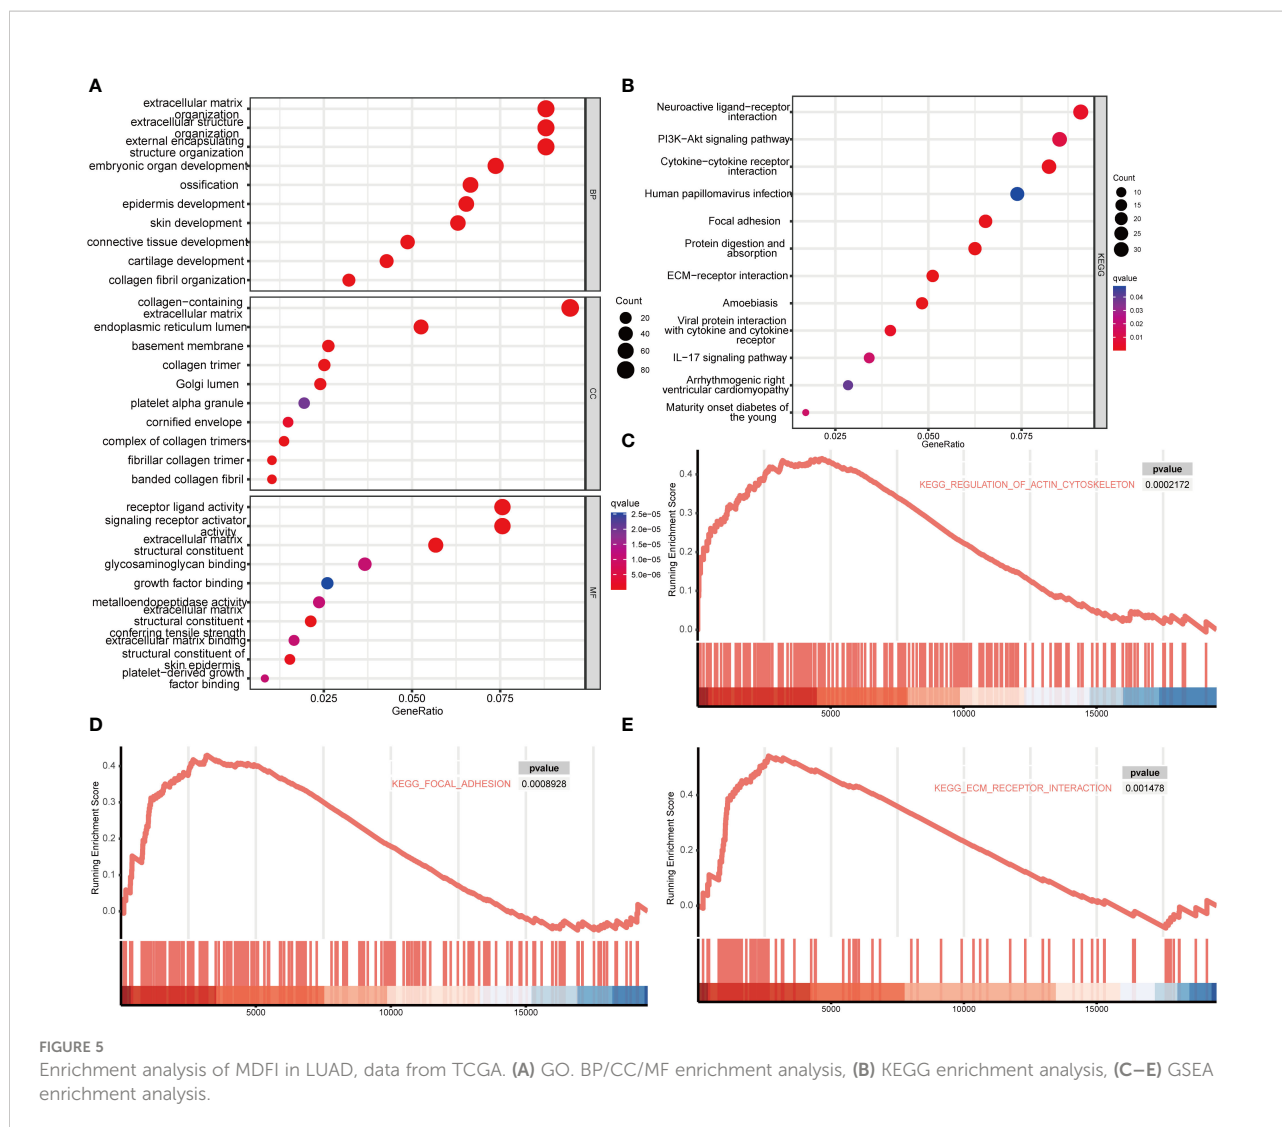 A
extracellular matrix
organization
extracellular structure
organization
external encapsulating
structure organization
embryonic organ development
ossification
epidermis development
skin development
connective tissue development
cartilage development
collagen fibril organization
BP
collagen−containing
extracellular matrix
endoplasmic reticulum lumen
basement membrane
collagen trimer
Golgi lumen
platelet alpha granule
cornified envelope
complex of collagen trimers
fibrillar collagen trimer
banded collagen fibril
CC
receptor ligand activity
signaling receptor activator
activity
extracellular matrix
structural constituent
glycosaminoglycan binding
growth factor binding
metalloendopeptidase activity
extracellular matrix
structural constituent
conferring tensile strength
extracellular matrix binding
structural constituent of
skin epidermis
platelet−derived growth
factor binding
MF
0.025 0.050 0.075
GeneRatio
Count
20
40
60
80
qvalue
2.5e−05
2.0e−05
1.5e−05
1.0e−05
5.0e−06
B
Neuroactive ligand−receptor
interaction
PI3K−Akt signaling pathway
Cytokine−cytokine receptor
interaction
Human papillomavirus infection
Focal adhesion
Protein digestion and
absorption
ECM−receptor interaction
Amoebiasis
Viral protein interaction
with cytokine and cytokine
receptor
IL−17 signaling pathway
Arrhythmogenic right
ventricular cardiomyopathy
Maturity onset diabetes of
the young
KEGG
0.025 0.050 0.075
GeneRatio
Count
10
15
20
25
30
qvalue
0.04
0.03
0.02
0.01
C
Running Enrichment Score
0.4
0.3
0.2
0.1
0.0
KEGG_REGULATION_OF_ACTIN_CYTOSKELETON
pvalue
0.0002172
5000 10000 15000
D
Running Enrichment Score
0.4
0.3
0.2
0.1
0.0
KEGG_FOCAL_ADHESION
pvalue
0.0008928
5000 10000 15000
E
Running Enrichment Score
0.4
0.2
0.0
KEGG_ECM_RECEPTOR_INTERACTION
pvalue
0.001478
5000 10000 15000
FIGURE 5
Enrichment analysis of MDFI in LUAD, data from TCGA. (A) GO. BP/CC/MF enrichment analysis, (B) KEGG enrichment analysis, (C–E) GSEA
enrichment analysis.